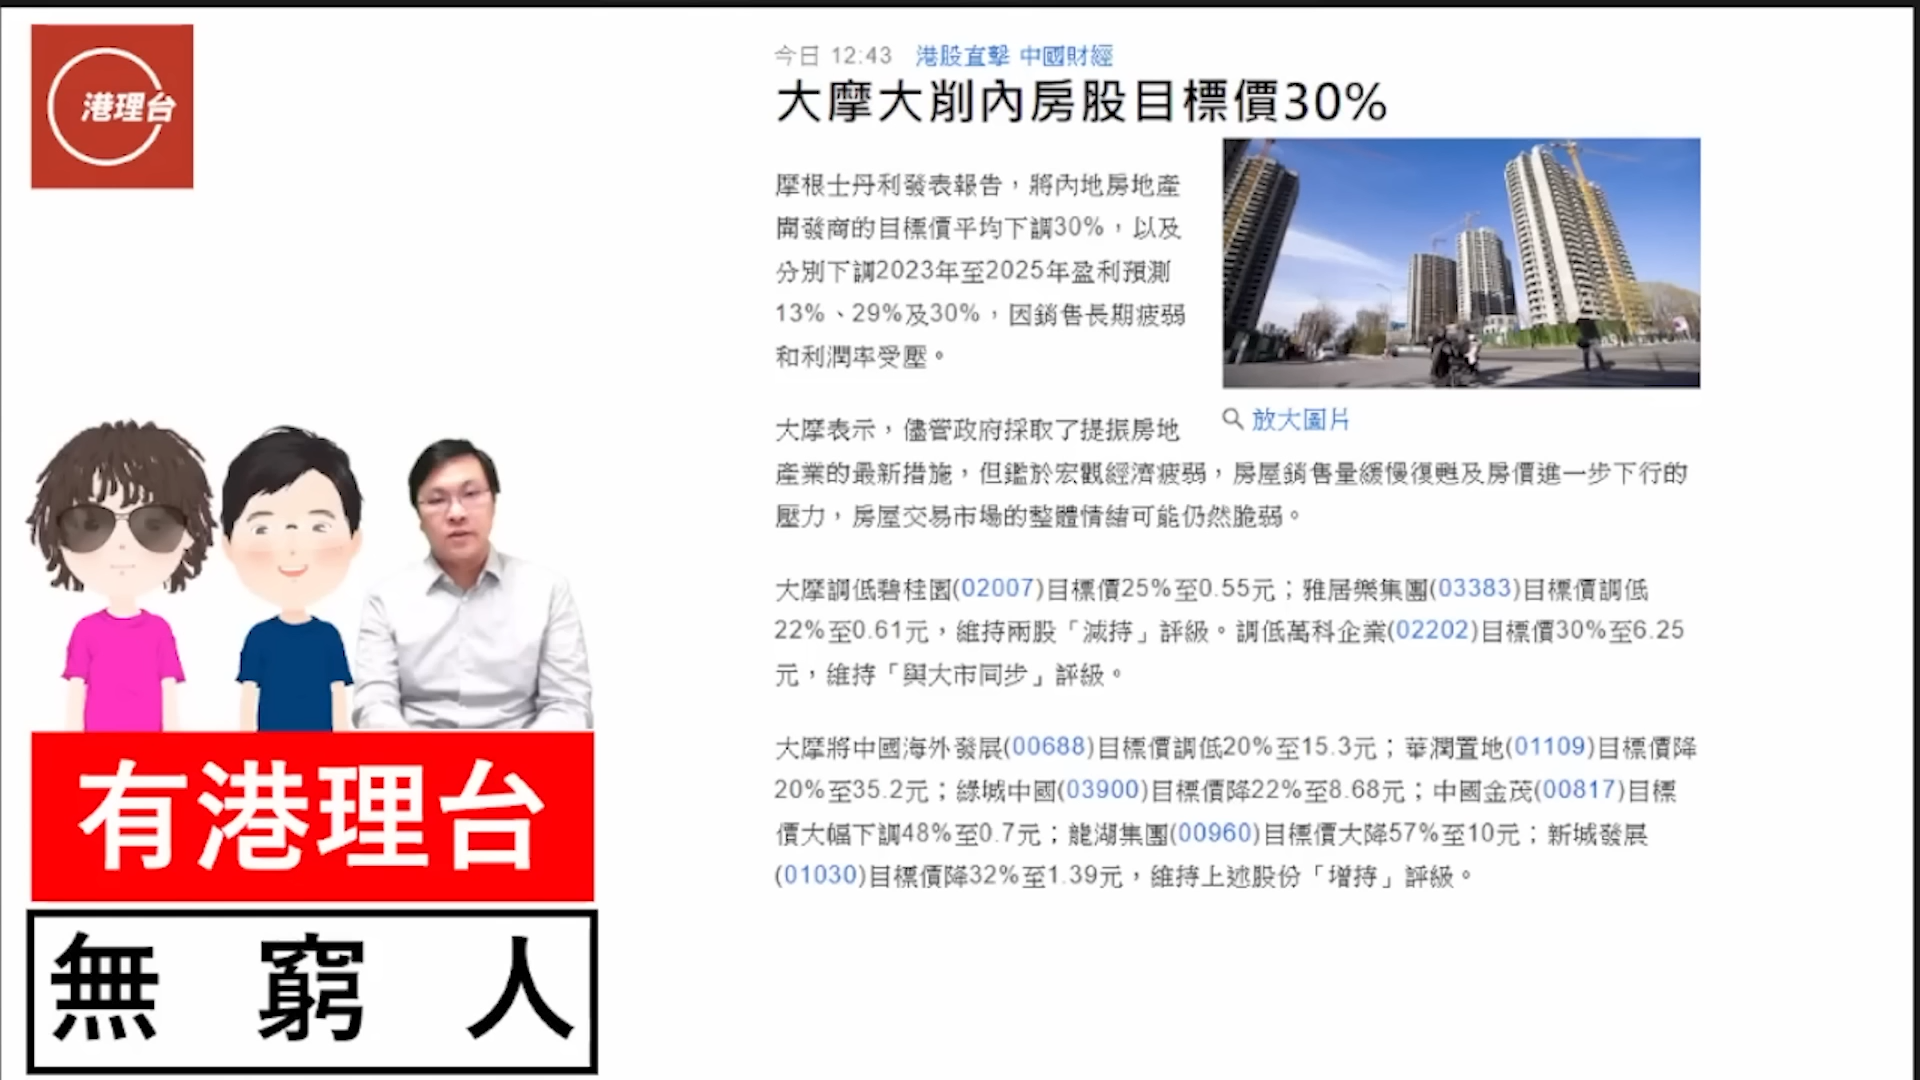 港理台
今日 12:43 港股直擊 中國財經
大摩大削內房股目標價30%
摩根士丹利發表報告，將內地房地產
開發商的目標價平均下調30%，以及
分別下調2023年至2025年盈利預測
13%、29%及30%，因銷售長期疲弱
和利潤率受壓。
放大圖片
大摩表示，儘管政府採取了提振房地
產業的最新措施，但鑑於宏觀經濟疲弱，房屋銷售量緩慢復甦及房價進一步下行的
壓力，房屋交易市場的整體情緒可能仍然脆弱。
大摩調低碧桂園(02007)目標價25%至0.55元；雅居樂集團(03383)目標價調低
22%至0.61元，維持兩股「減持」評級。調低萬科企業(02202)目標價30%至6.25
元，維持「與大市同步」評級。
大摩將中國海外發展(00688)目標價調低20%至15.3元；華潤置地(01109)目標價降
20%至35.2元；綠城中國(03900)目標價降22%至8.68元；中國金茂(00817)目標
價大幅下調48%至0.7元；龍湖集團(00960)目標價大降57%至10元；新城發展
(01030)目標價降32%至1.39元，維持上述股份「增持」評級。
有港理台
無窮人